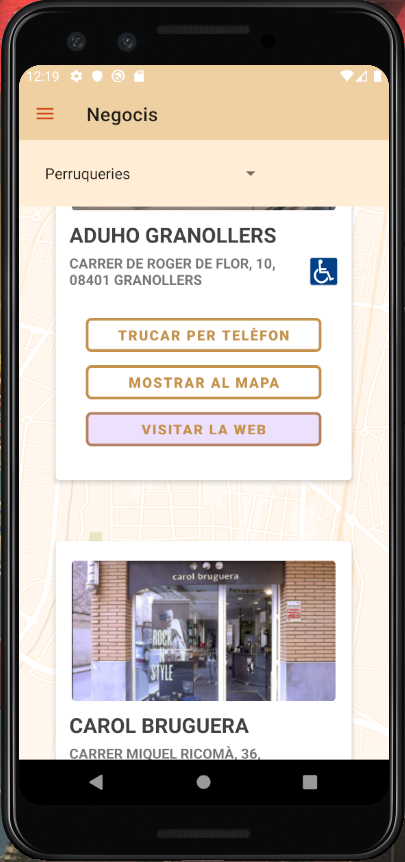 12:19
Negocis
Perruqueries
ADUHO GRANOLLERS
CARRER DE ROGER DE FLOR, 10,
08401 GRANOLLERS
TRUCAR PER TELÈFON
MOSTRAR AL MAPA
VISITAR LA WEB
carol bruguera
Perruqueria
ROCK
STYLE
CAROL BRUGUERA
CARRER MIQUEL RICOMÀ, 36,